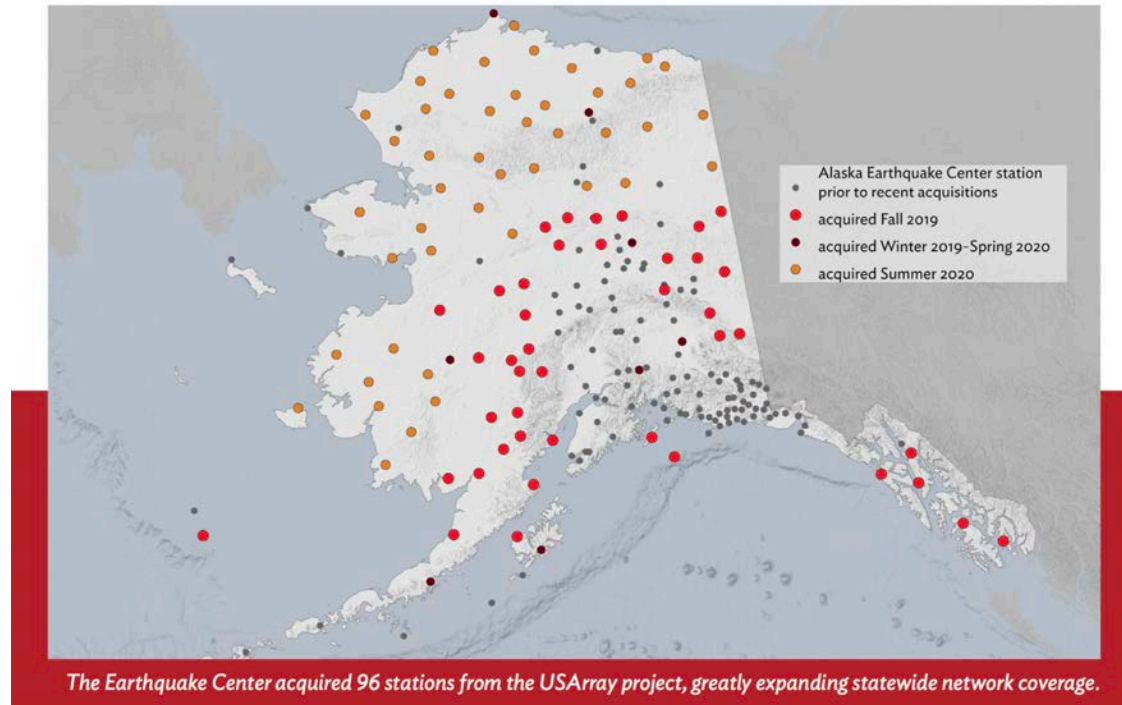 Alaska Earthquake Center station
prior to recent acquisitions
acquired Fall 2019
acquired Winter 2019–Spring 2020
acquired Summer 2020
The Earthquake Center acquired 96 stations from the USArray project, greatly expanding statewide network coverage.